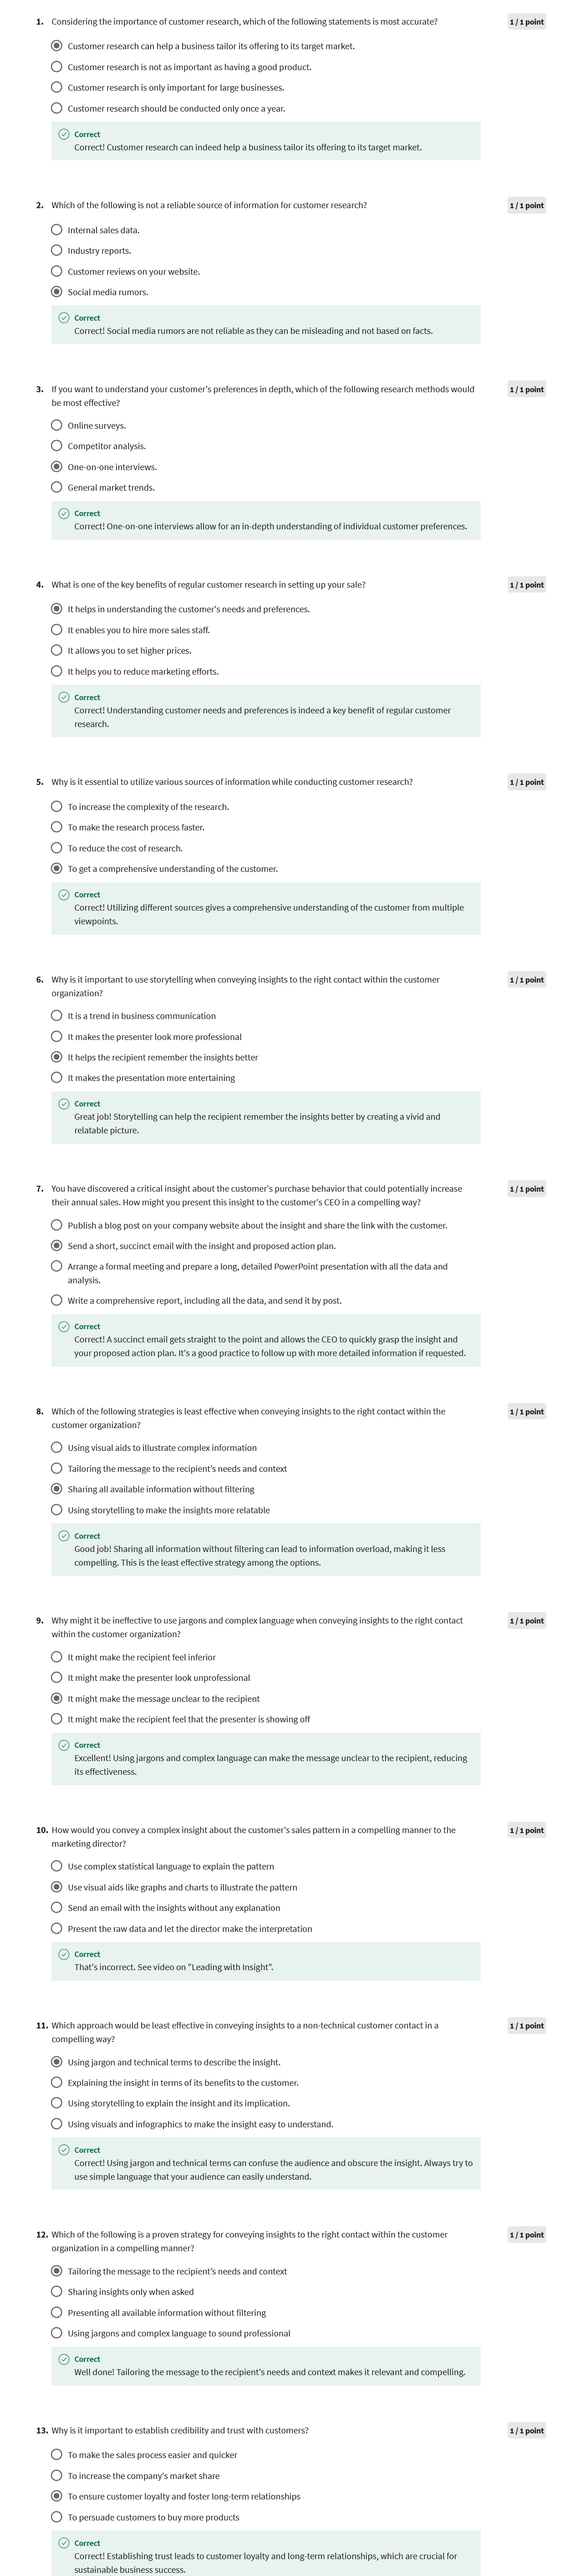 1. Considering the importance of customer research, which of the following statements is most accurate?
1 / 1 point
Customer research can help a business tailor its offering to its target market.
Customer research is not as important as having a good product.
Customer research is only important for large businesses.
Customer research should be conducted only once a year.
Correct
Correct! Customer research can indeed help a business tailor its offering to its target market.
2. Which of the following is not a reliable source of information for customer research?
1 / 1 point
Internal sales data.
Industry reports.
Customer reviews on your website.
Social media rumors.
Correct
Correct! Social media rumors are not reliable as they can be misleading and not based on facts.
3. If you want to understand your customer's preferences in depth, which of the following research methods would
be most effective?
1 / 1 point
Online surveys.
Competitor analysis.
One-on-one interviews.
General market trends.
Correct
Correct! One-on-one interviews allow for an in-depth understanding of individual customer preferences.
4. What is one of the key benefits of regular customer research in setting up your sale?
1 / 1 point
It helps in understanding the customer's needs and preferences.
It enables you to hire more sales staff.
It allows you to set higher prices.
It helps you to reduce marketing efforts.
Correct
Correct! Understanding customer needs and preferences is indeed a key benefit of regular customer
research.
5. Why is it essential to utilize various sources of information while conducting customer research?
1 / 1 point
To increase the complexity of the research.
To make the research process faster.
To reduce the cost of research.
To get a comprehensive understanding of the customer.
Correct
Correct! Utilizing different sources gives a comprehensive understanding of the customer from multiple
viewpoints.
6. Why is it important to use storytelling when conveying insights to the right contact within the customer
organization?
1 / 1 point
It is a trend in business communication
It makes the presenter look more professional
It helps the recipient remember the insights better
It makes the presentation more entertaining
Correct
Great job! Storytelling can help the recipient remember the insights better by creating a vivid and
relatable picture.
7. You have discovered a critical insight about the customer's purchase behavior that could potentially increase
their annual sales. How might you present this insight to the customer's CEO in a compelling way?
1 / 1 point
Publish a blog post on your company website about the insight and share the link with the customer.
Send a short, succinct email with the insight and proposed action plan.
Arrange a formal meeting and prepare a long, detailed PowerPoint presentation with all the data and
analysis.
Write a comprehensive report, including all the data, and send it by post.
Correct
Correct! A succinct email gets straight to the point and allows the CEO to quickly grasp the insight and
your proposed action plan. It's a good practice to follow up with more detailed information if requested.
8. Which of the following strategies is least effective when conveying insights to the right contact within the
customer organization?
1 / 1 point
Using visual aids to illustrate complex information
Tailoring the message to the recipient's needs and context
Sharing all available information without filtering
Using storytelling to make the insights more relatable
Correct
Good job! Sharing all information without filtering can lead to information overload, making it less
compelling. This is the least effective strategy among the options.
9. Why might it be ineffective to use jargons and complex language when conveying insights to the right contact
within the customer organization?
1 / 1 point
It might make the recipient feel inferior
It might make the presenter look unprofessional
It might make the message unclear to the recipient
It might make the recipient feel that the presenter is showing off
Correct
Excellent! Using jargons and complex language can make the message unclear to the recipient, reducing
its effectiveness.
10. How would you convey a complex insight about the customer's sales pattern in a compelling manner to the
marketing director?
1 / 1 point
Use complex statistical language to explain the pattern
Use visual aids like graphs and charts to illustrate the pattern
Send an email with the insights without any explanation
Present the raw data and let the director make the interpretation
Correct
That's incorrect. See video on "Leading with Insight".
11. Which approach would be least effective in conveying insights to a non-technical customer contact in a
compelling way?
1 / 1 point
Using jargon and technical terms to describe the insight.
Explaining the insight in terms of its benefits to the customer.
Using storytelling to explain the insight and its implication.
Using visuals and infographics to make the insight easy to understand.
Correct
Correct! Using jargon and technical terms can confuse the audience and obscure the insight. Always try to
use simple language that your audience can easily understand.
12. Which of the following is a proven strategy for conveying insights to the right contact within the customer
organization in a compelling manner?
1 / 1 point
Tailoring the message to the recipient's needs and context
Sharing insights only when asked
Presenting all available information without filtering
Using jargons and complex language to sound professional
Correct
Well done! Tailoring the message to the recipient's needs and context makes it relevant and compelling.
13. Why is it important to establish credibility and trust with customers?
1 / 1 point
To make the sales process easier and quicker
To increase the company's market share
To ensure customer loyalty and foster long-term relationships
To persuade customers to buy more products
Correct
Correct! Establishing trust leads to customer loyalty and long-term relationships, which are crucial for
sustainable business success.